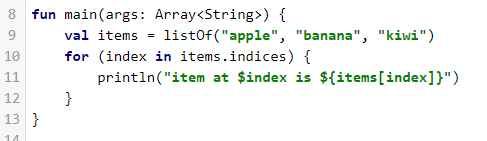 8 fun main(args: Array<String>) {
9     val items = listOf("apple", "banana", "kiwi")
10     for (index in items.indices) {
11         println("item at $index is ${items[index]}")
12     }
13 }
14